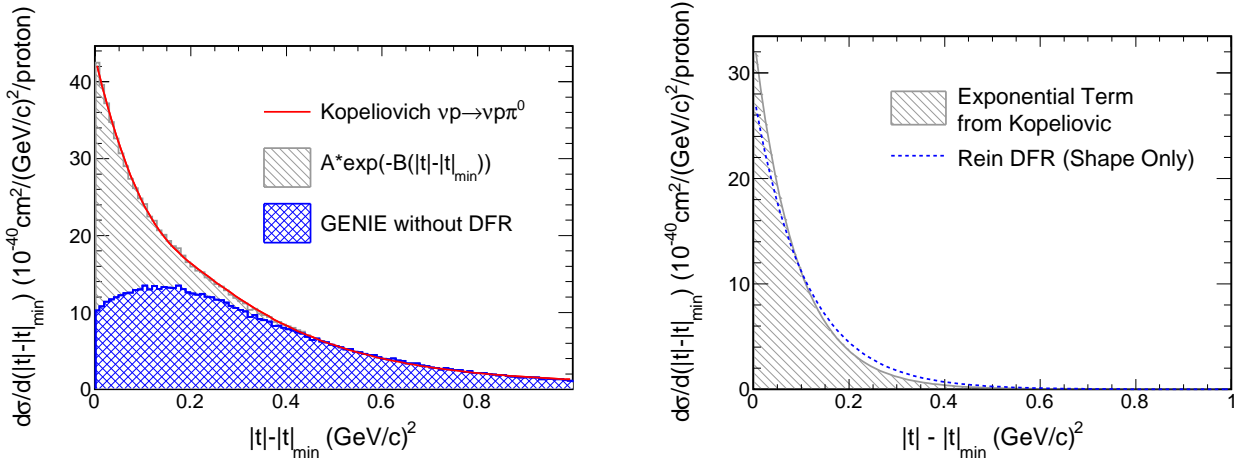 dσ/d(|t|-|t|min) (10-40cm2/(GeV/c)2/proton)
40
30
20
10
0
Kopeliovich νp→νpπ0
A*exp(-B(|t|-|t|min))
GENIE without DFR
0 0.2 0.4 0.6 0.8
|t|-|t|min (GeV/c)2
dσ/d(|t|-|t|min) (10-40cm2/(GeV/c)2/proton)
30
20
10
0
Exponential Term
from Kopeliovic
Rein DFR (Shape Only)
0 0.2 0.4 0.6 0.8 1
|t| - |t|min (GeV/c)2